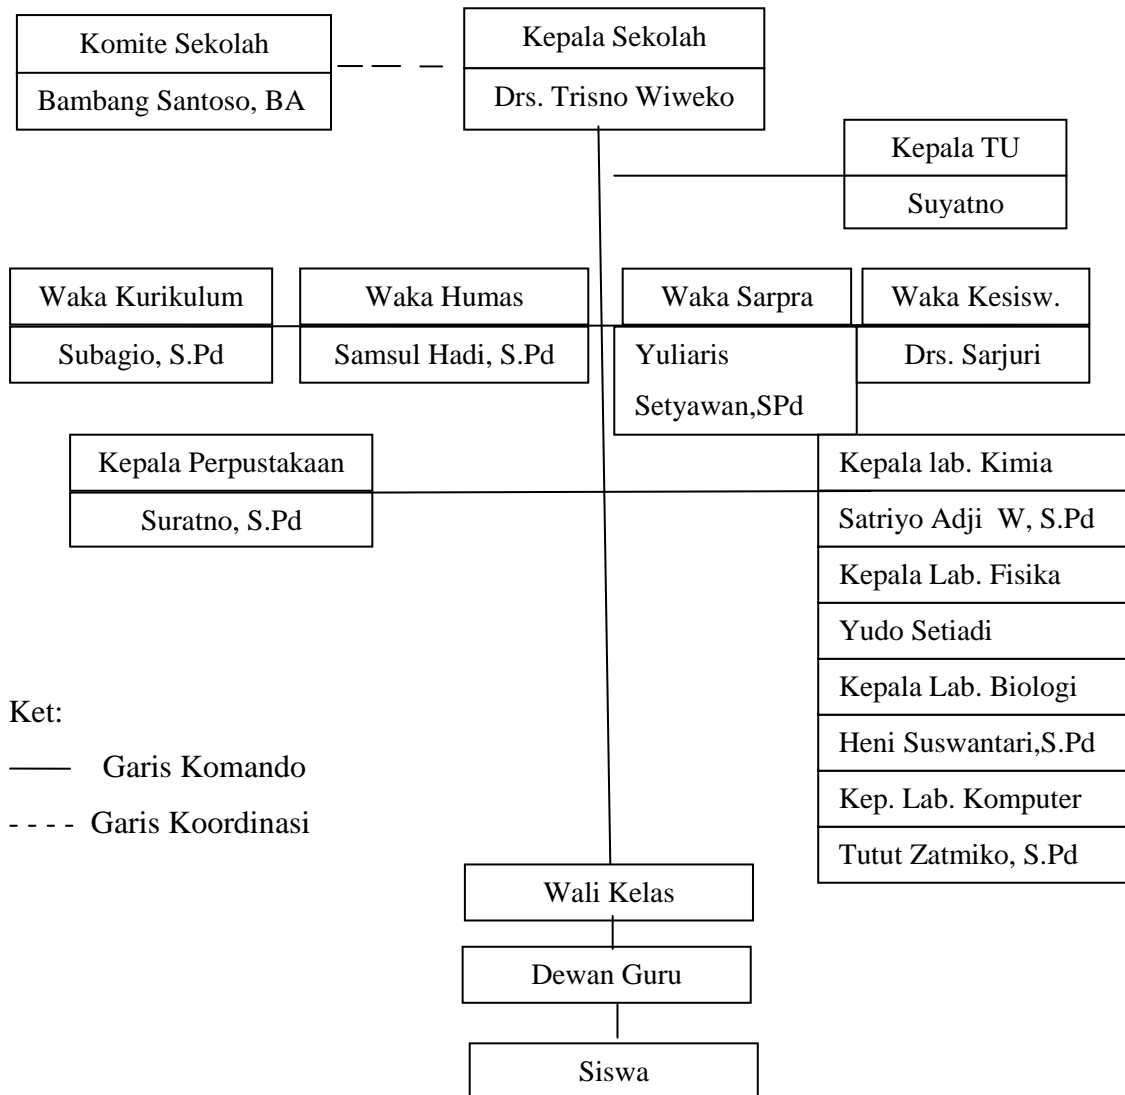 Komite Sekolah
Bambang Santoso, BA
Kepala Sekolah
Drs. Trisno Wiweko
Kepala TU
Suyatno
Waka Kurikulum
Subagio, S.Pd
Waka Humas
Samsul Hadi, S.Pd
Waka Sarpra
Yuliaris
Setyawan,SPd
Waka Kesisw.
Drs. Sarjuri
Kepala Perpustakaan
Suratno, S.Pd
Kepala lab. Kimia
Satriyo Adji W, S.Pd
Kepala Lab. Fisika
Yudo Setiadi
Kepala Lab. Biologi
Heni Suswantari,S.Pd
Kep. Lab. Komputer
Tutut Zatmiko, S.Pd
Ket:
Garis Komando
- - - - Garis Koordinasi
Wali Kelas
Dewan Guru
Siswa